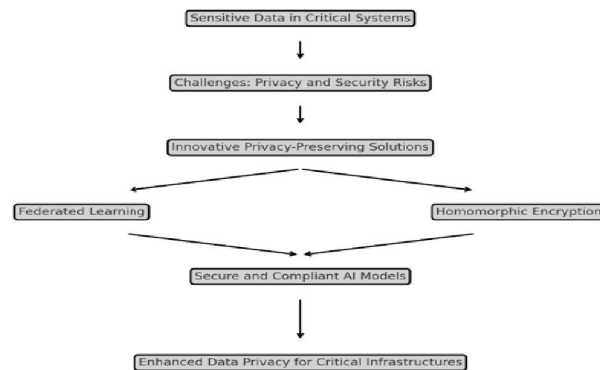 Sensitive Data in Critical Systems
Challenges: Privacy and Security Risks
Innovative Privacy-Preserving Solutions
Federated Learning
Homomorphic Encryption
Secure and Compliant AI Models
Enhanced Data Privacy for Critical Infrastructures